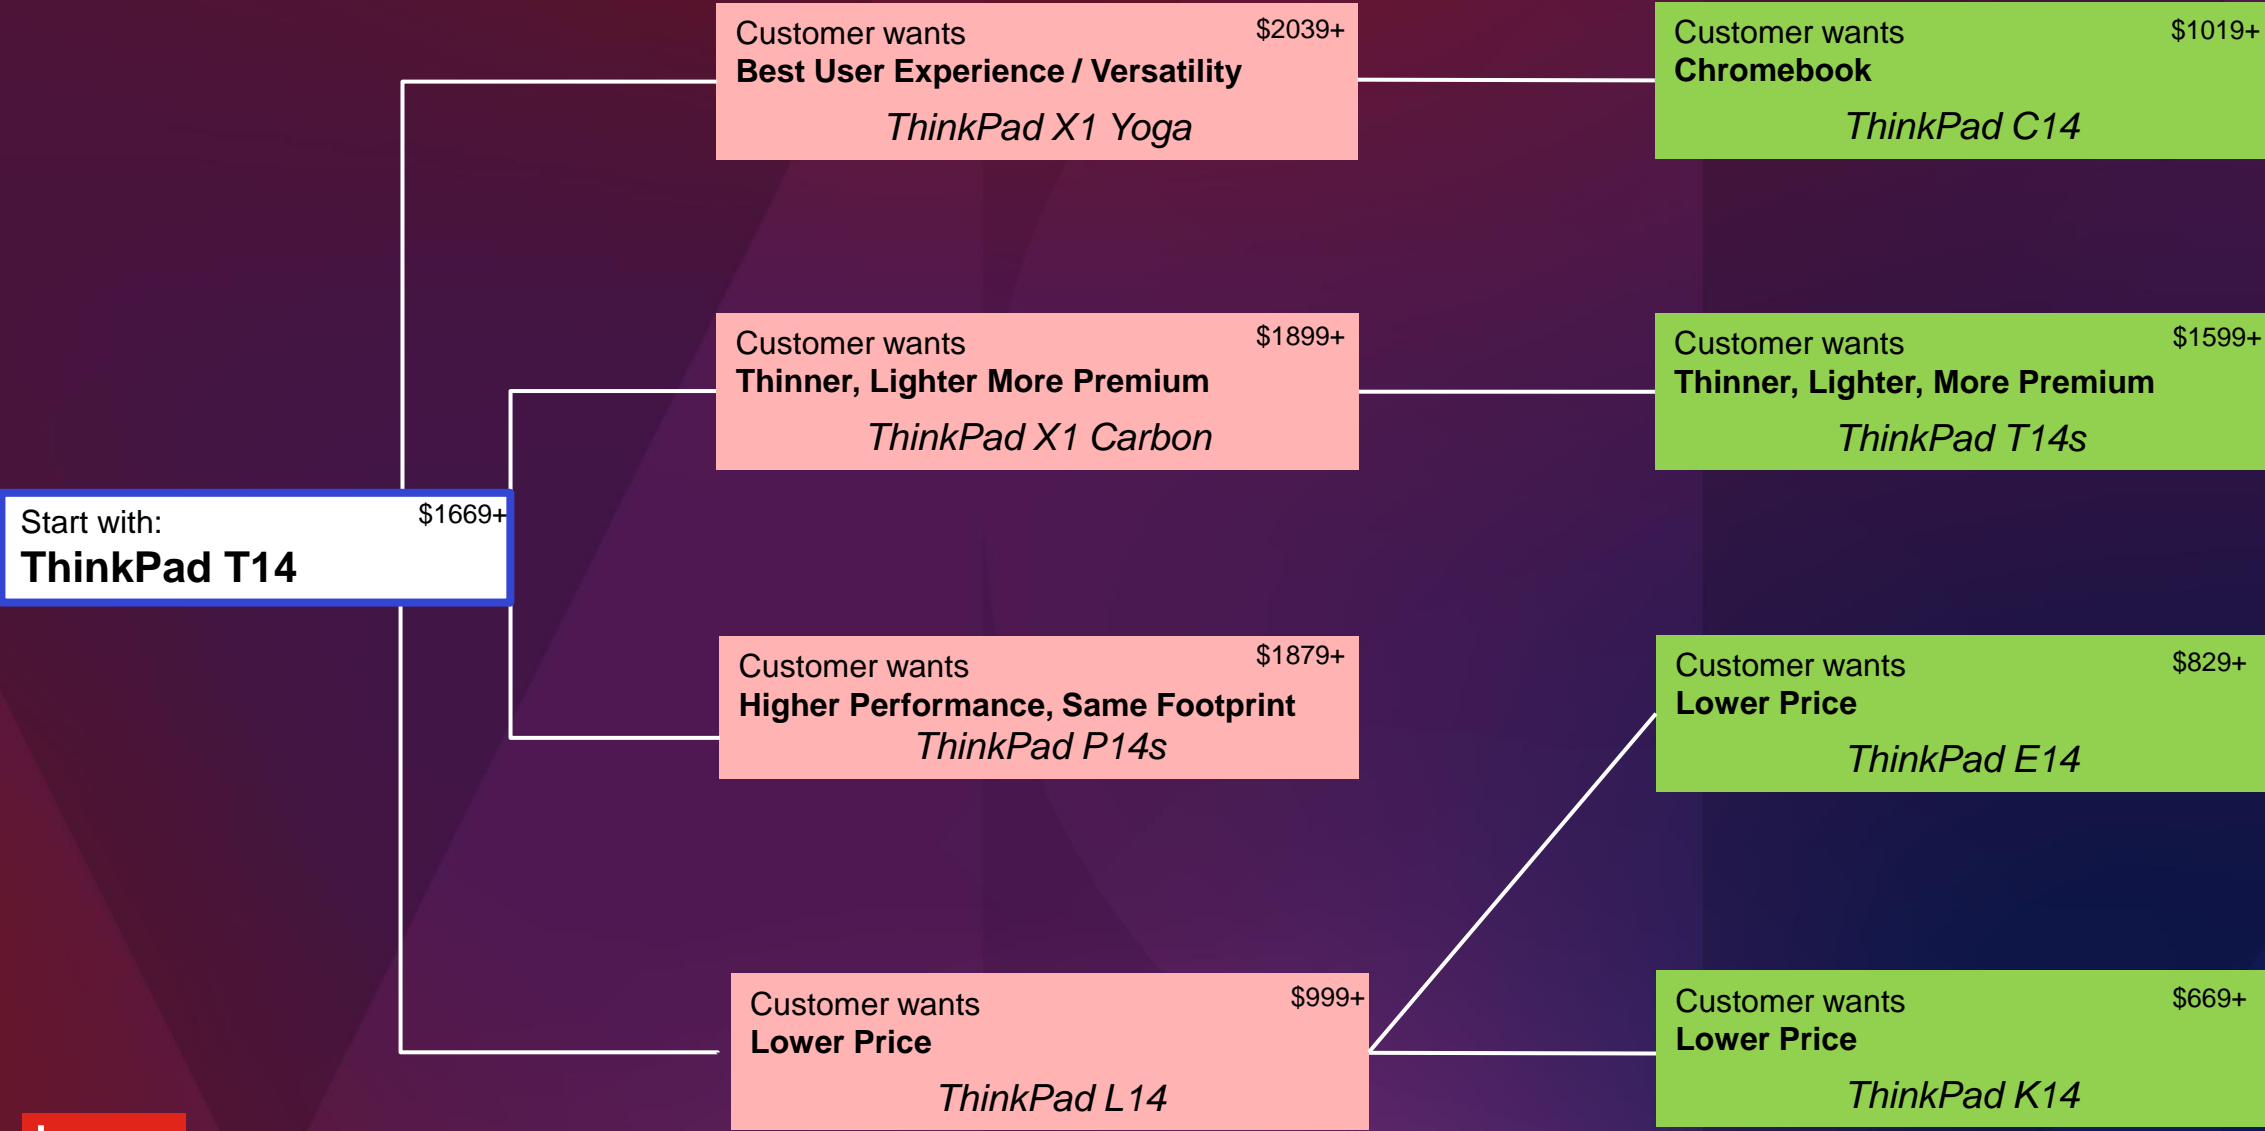 Customer wants
$2039+
Best User Experience / Versatility
ThinkPad X1 Yoga
Customer wants
$1019+
Chromebook
ThinkPad C14
Customer wants
$1899+
Thinner, Lighter More Premium
ThinkPad X1 Carbon
Customer wants
$1599+
Thinner, Lighter, More Premium
ThinkPad T14s
Start with:
$1669+
ThinkPad T14
Customer wants
$1879+
Higher Performance, Same Footprint
ThinkPad P14s
Customer wants
$829+
Lower Price
ThinkPad E14
Customer wants
$999+
Lower Price
ThinkPad L14
Customer wants
$669+
Lower Price
ThinkPad K14